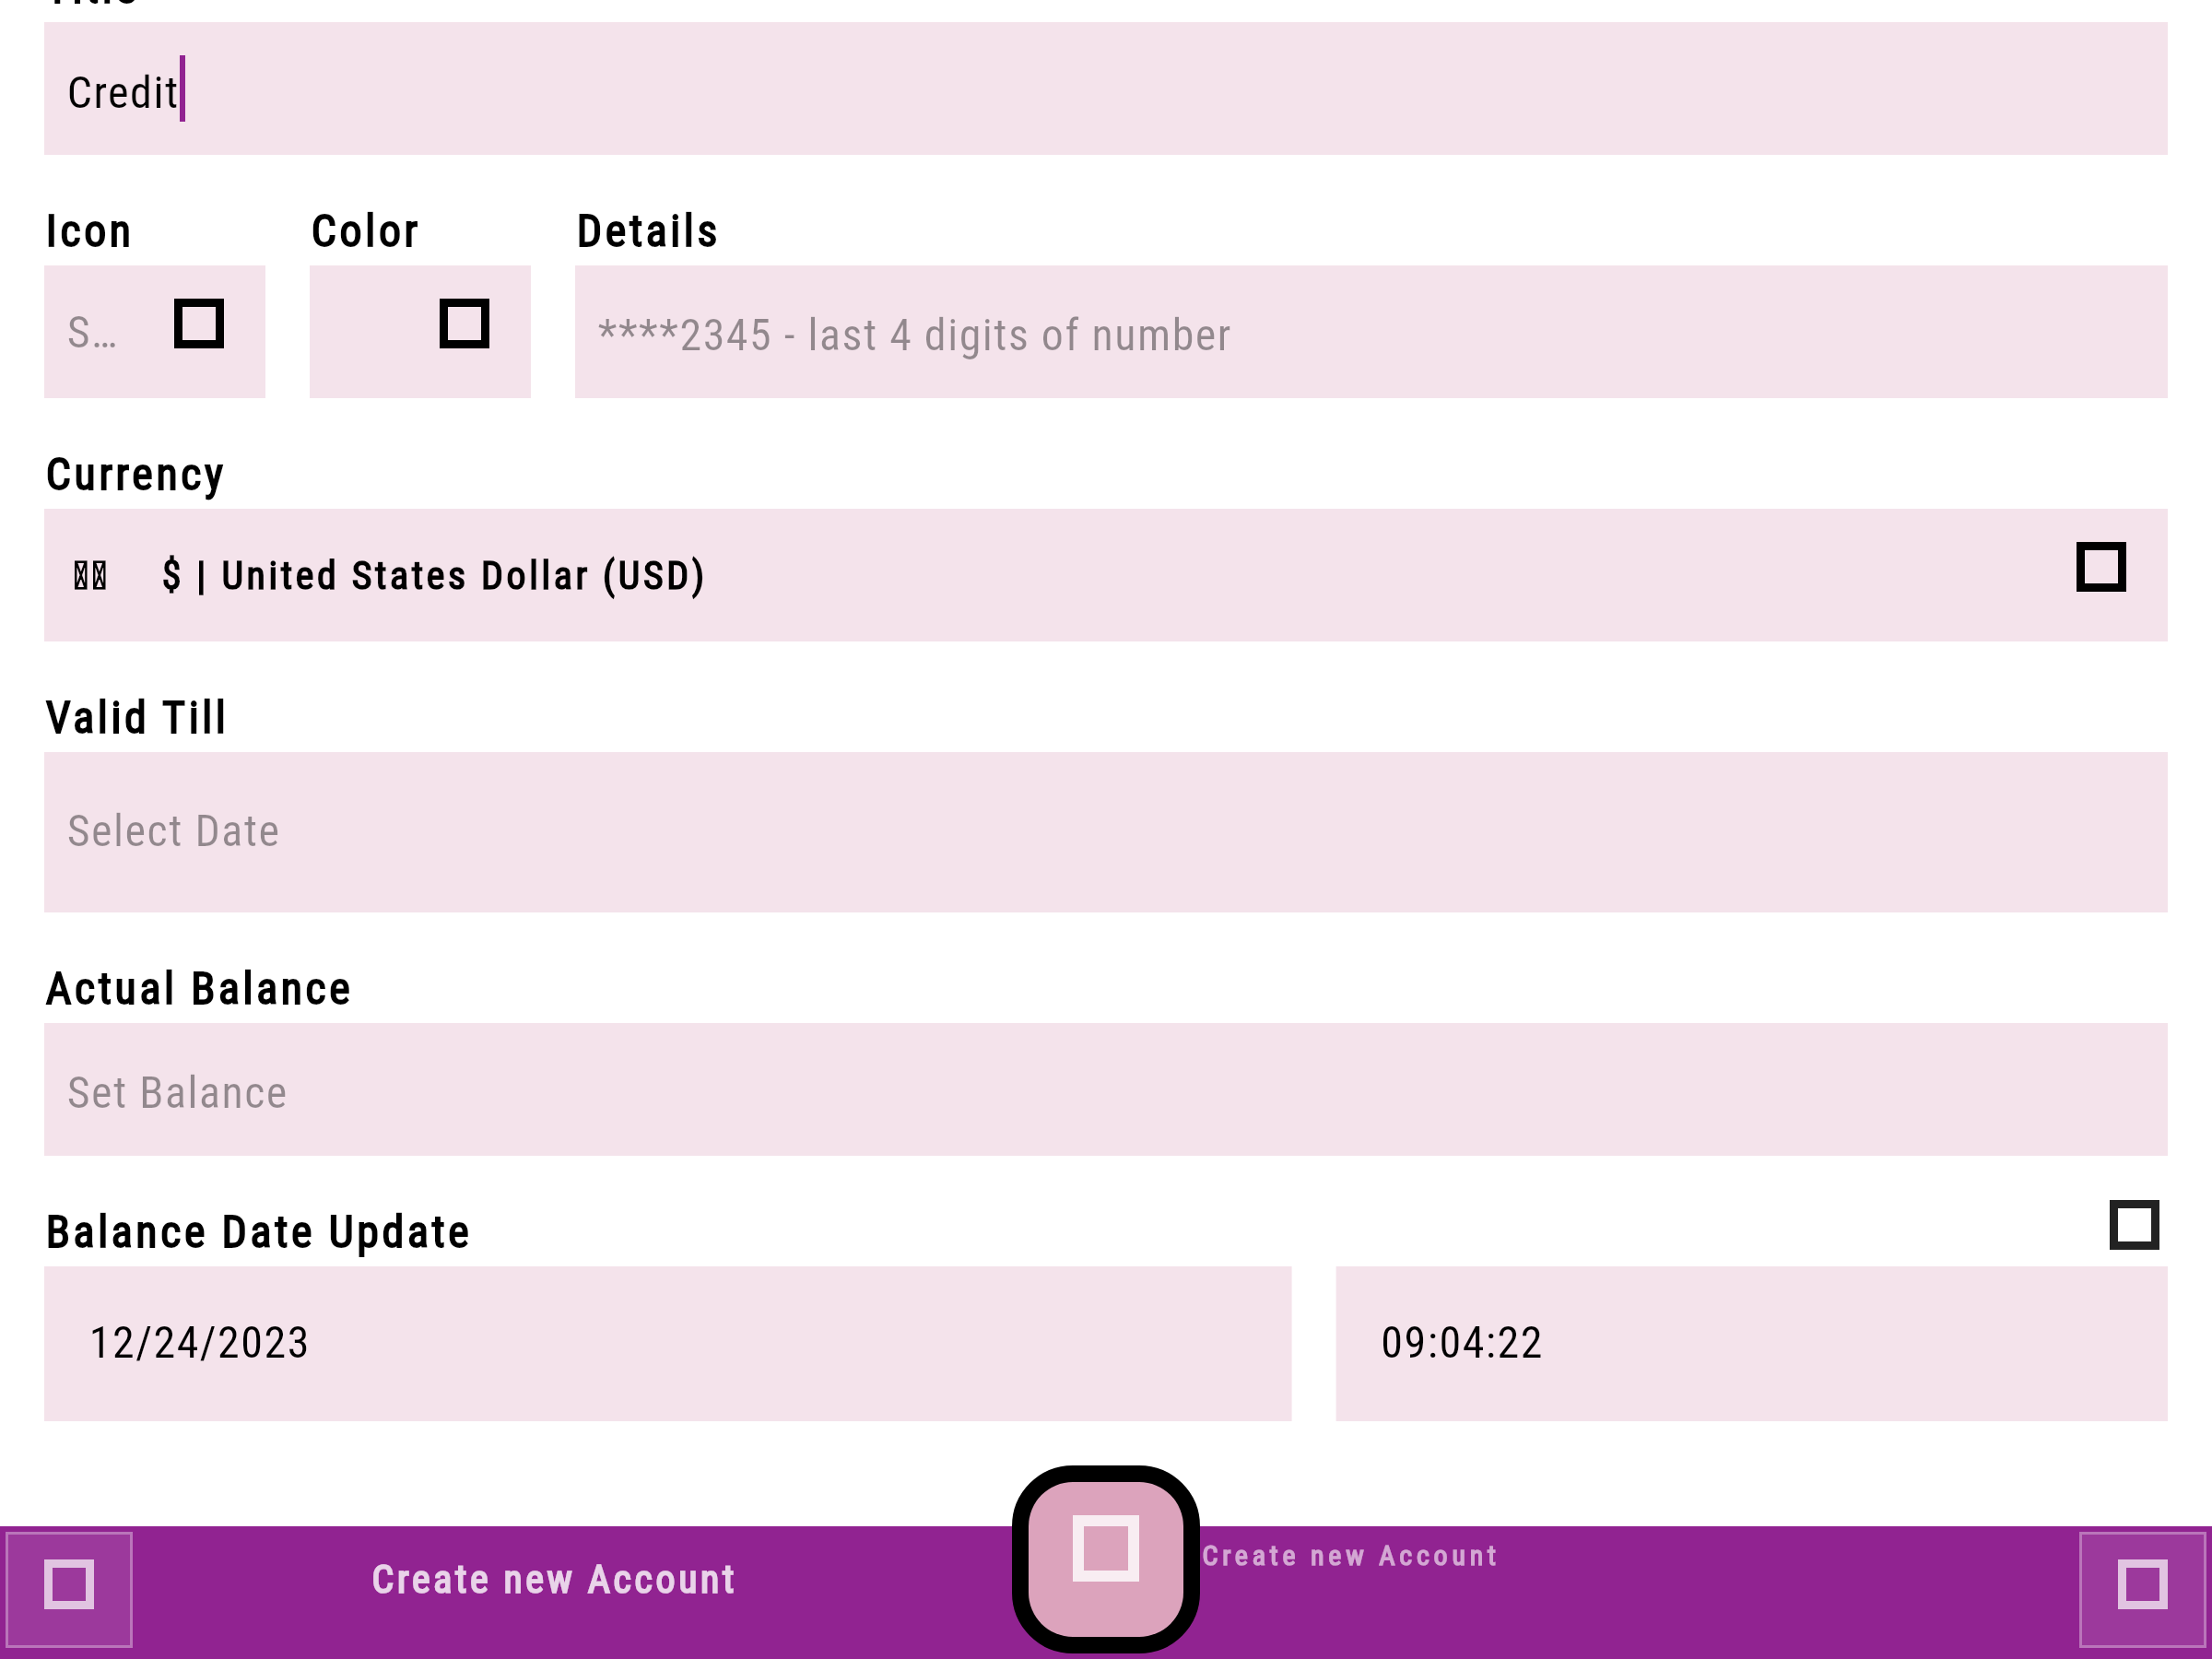 Credit
Icon Color Details
S… ****2345 - last 4 digits of number
Currency
$ | United States Dollar (USD)
Valid Till
Select Date
Actual Balance
Set Balance
Balance Date Update
12/24/2023 09:04:22
Create new Account Create new Account